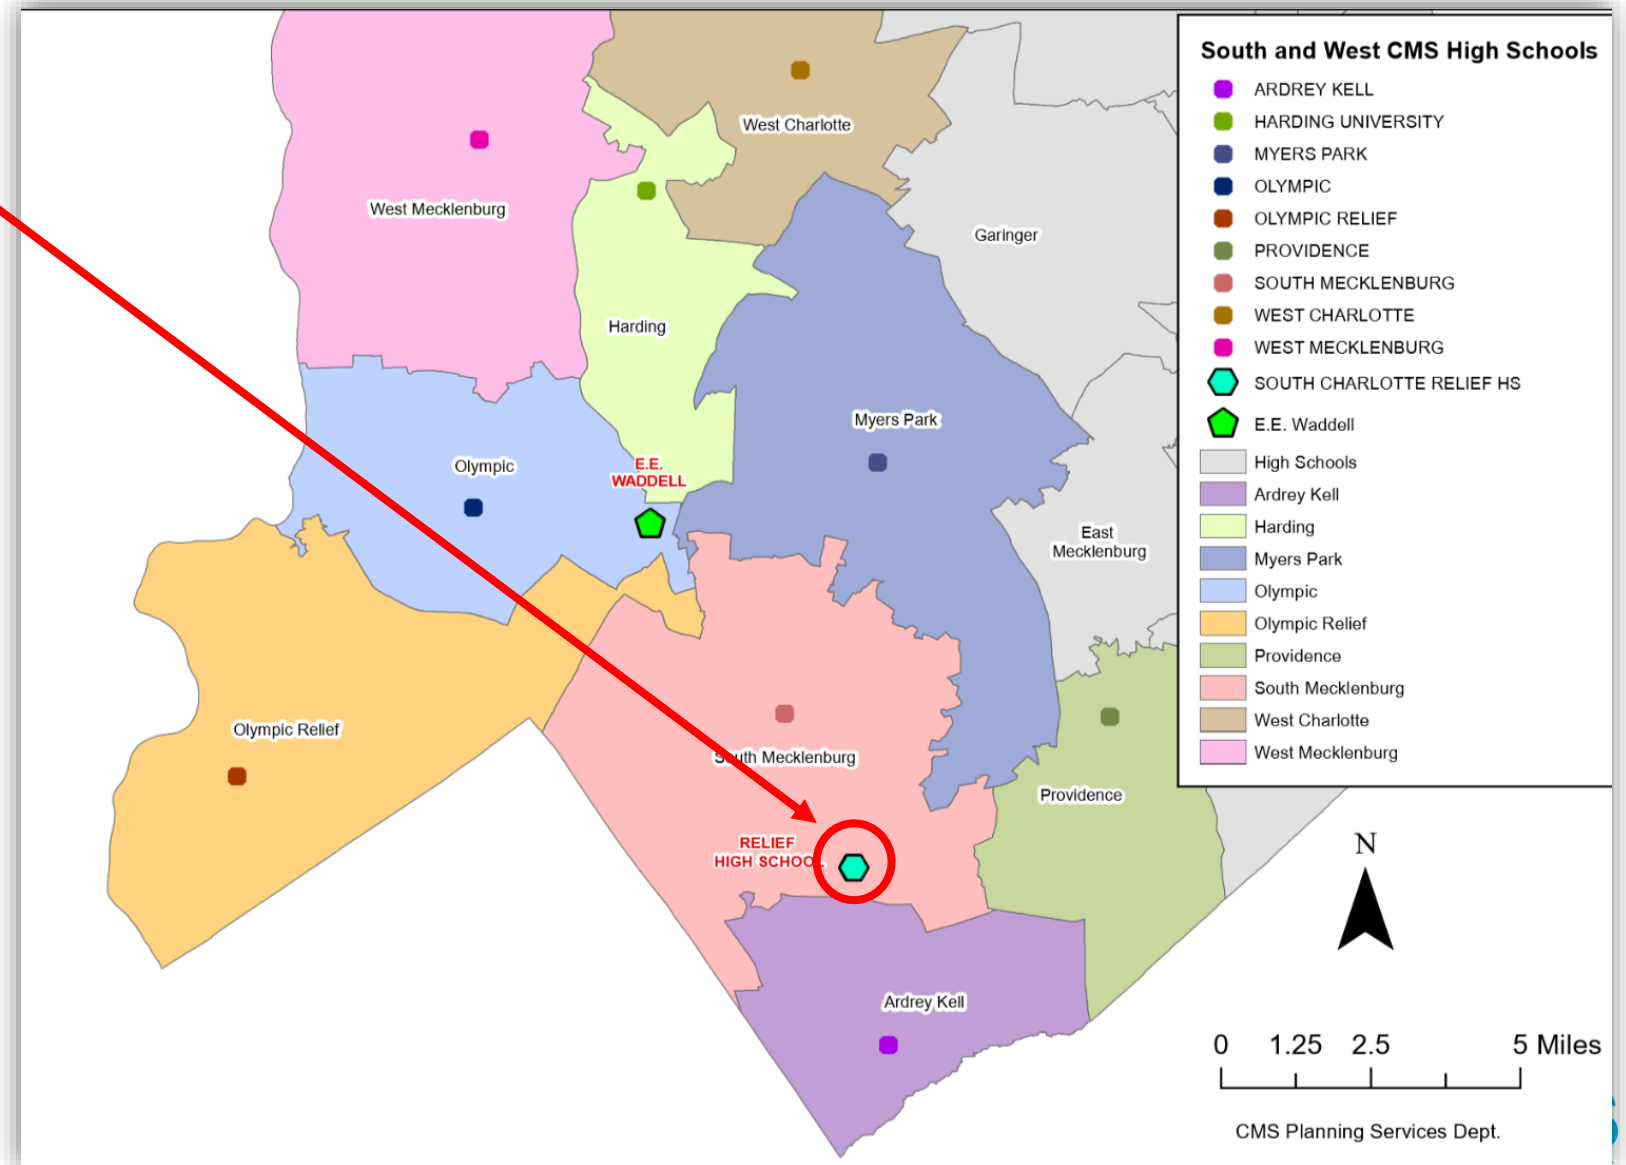 West Charlotte
West Mecklenburg
Garinger
Harding
Myers Park
Olympic
E.E.
WADDELL
East
Mecklenburg
Olympic Relief
South Mecklenburg
Providence
RELIEF
HIGH SCHOOL
Ardrey Kell
South and West CMS High Schools
ARDREY KELL
HARDING UNIVERSITY
MYERS PARK
OLYMPIC
OLYMPIC RELIEF
PROVIDENCE
SOUTH MECKLENBURG
WEST CHARLOTTE
WEST MECKLENBURG
SOUTH CHARLOTTE RELIEF HS
E.E. Waddell
High Schools
Ardrey Kell
Harding
Myers Park
Olympic
Olympic Relief
Providence
South Mecklenburg
West Charlotte
West Mecklenburg
N
0 1.25 2.5 5 Miles
CMS Planning Services Dept.